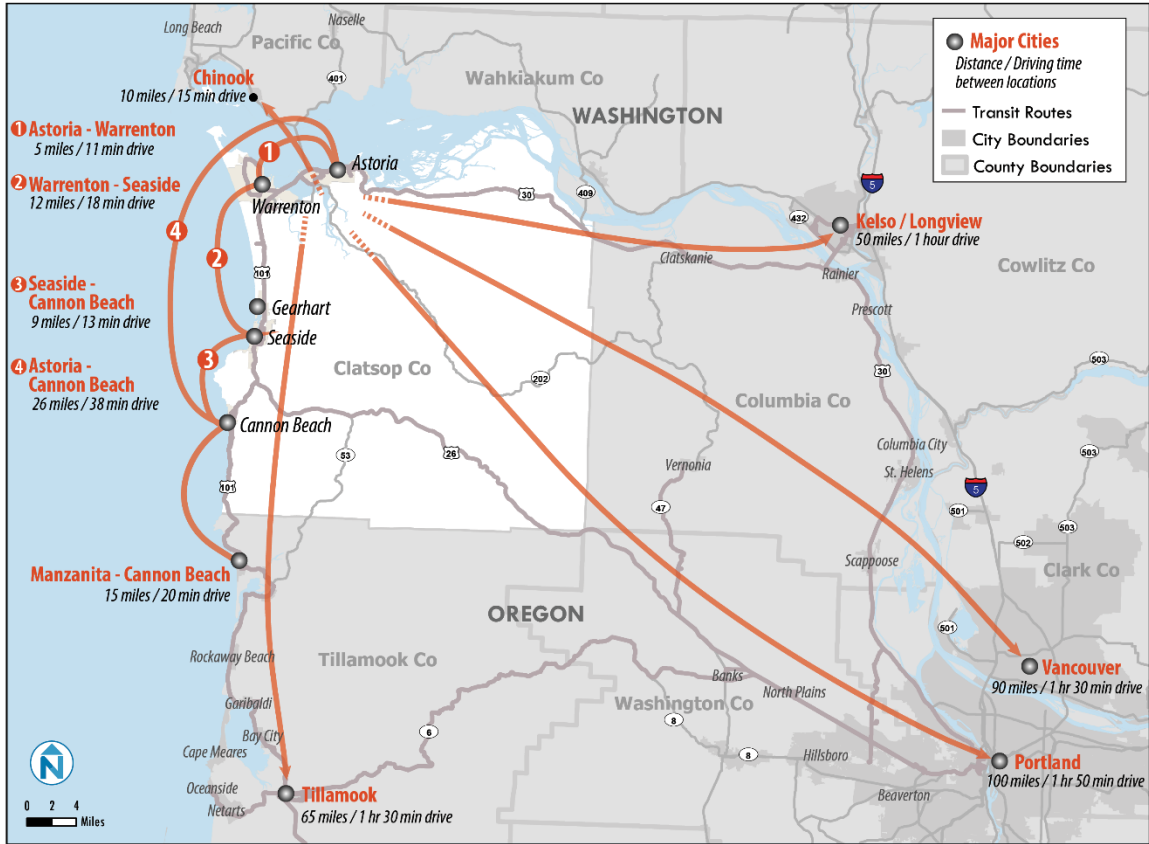 Long Beach
Naselle
Pacific Co
401
Wahkiakum Co
WASHINGTON
Major Cities
Distance / Driving time
between locations
Transit Routes
City Boundaries
County Boundaries
Chinook
10 miles / 15 min drive
1 Astoria - Warrenton
5 miles / 11 min drive
2 Warrenton - Seaside
12 miles / 18 min drive
3 Seaside -
Cannon Beach
9 miles / 13 min drive
4 Astoria -
Cannon Beach
26 miles / 38 min drive
1
Astoria
Warrenton
4
2
101
Gearhart
Seaside
3
Cannon Beach
Clatsop Co
30
409
432
5
Kelso / Longview
50 miles / 1 hour drive
Clatskanie
Rainier
Cowlitz Co
Prescott
30
503
202
Columbia Co
53
26
101
Columbia City
St. Helens
503
5
501
Vernonia
47
502
503
Scappoose
Clark Co
Manzanita - Cannon Beach
15 miles / 20 min drive
OREGON
501
Rockaway Beach
Tillamook Co
Vancouver
90 miles / 1 hr 30 min drive
Banks
North Plains
Garibaldi
Washington Co
8
Bay City
6
Cape Meares
8
Hillsboro
N
Oceanside
Netarts
Tillamook
65 miles / 1 hr 30 min drive
Portland
100 miles / 1 hr 50 min drive
Beaverton
0 2 4
Miles